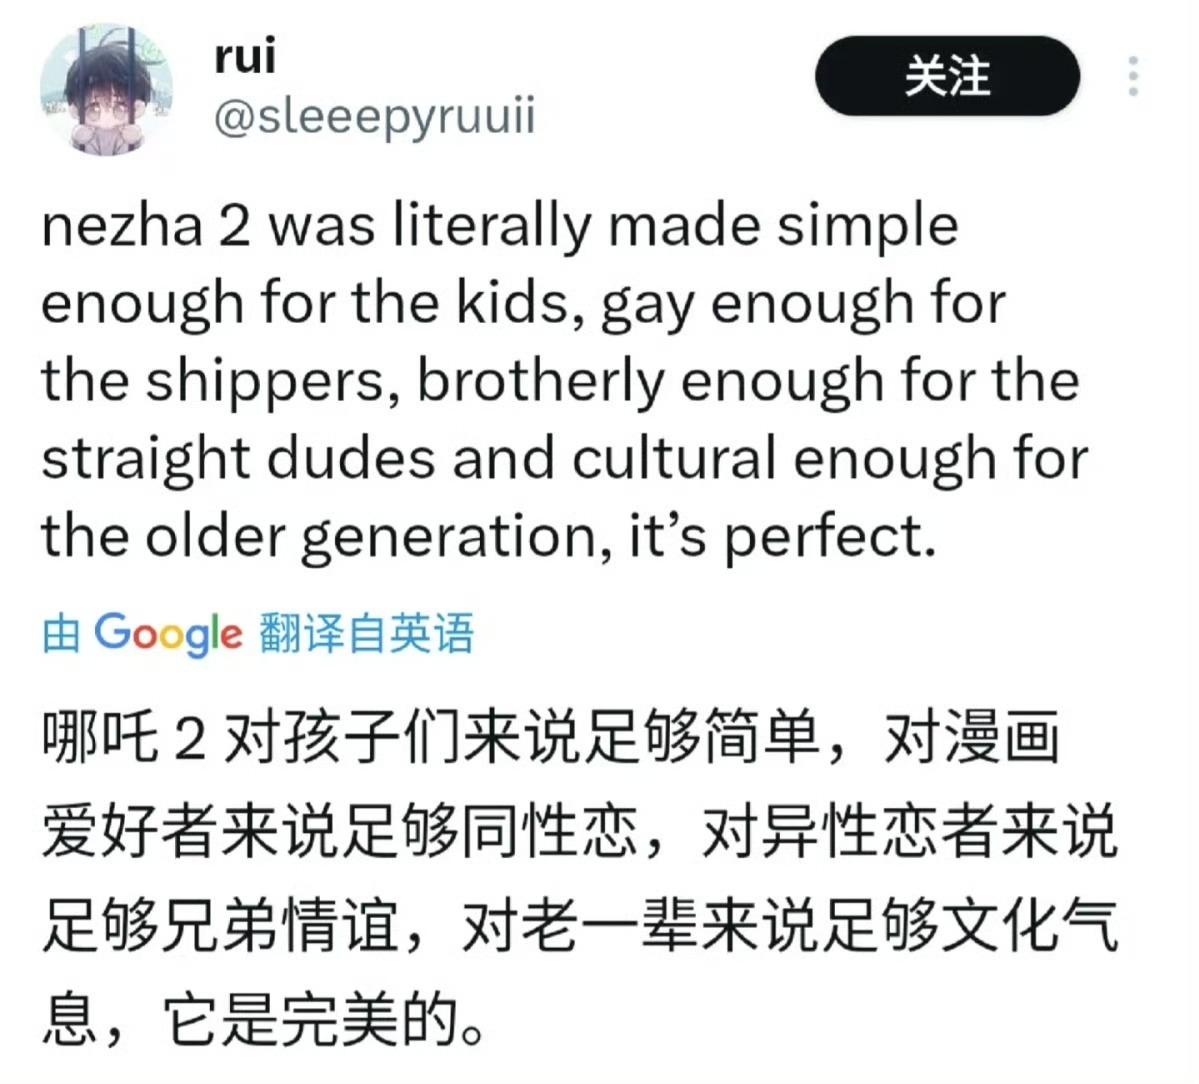 rui
关注
@sleeepyruuii
nezha 2 was literally made simple
enough for the kids, gay enough for
the shippers, brotherly enough for the
straight dudes and cultural enough for
the older generation, it’s perfect.
由 Google 翻译自英语
哪吒 2 对孩子们来说足够简单，对漫画
爱好者来说足够同性恋，对异性恋者来说
足够兄弟情谊，对老一辈来说足够文化气
息，它是完美的。